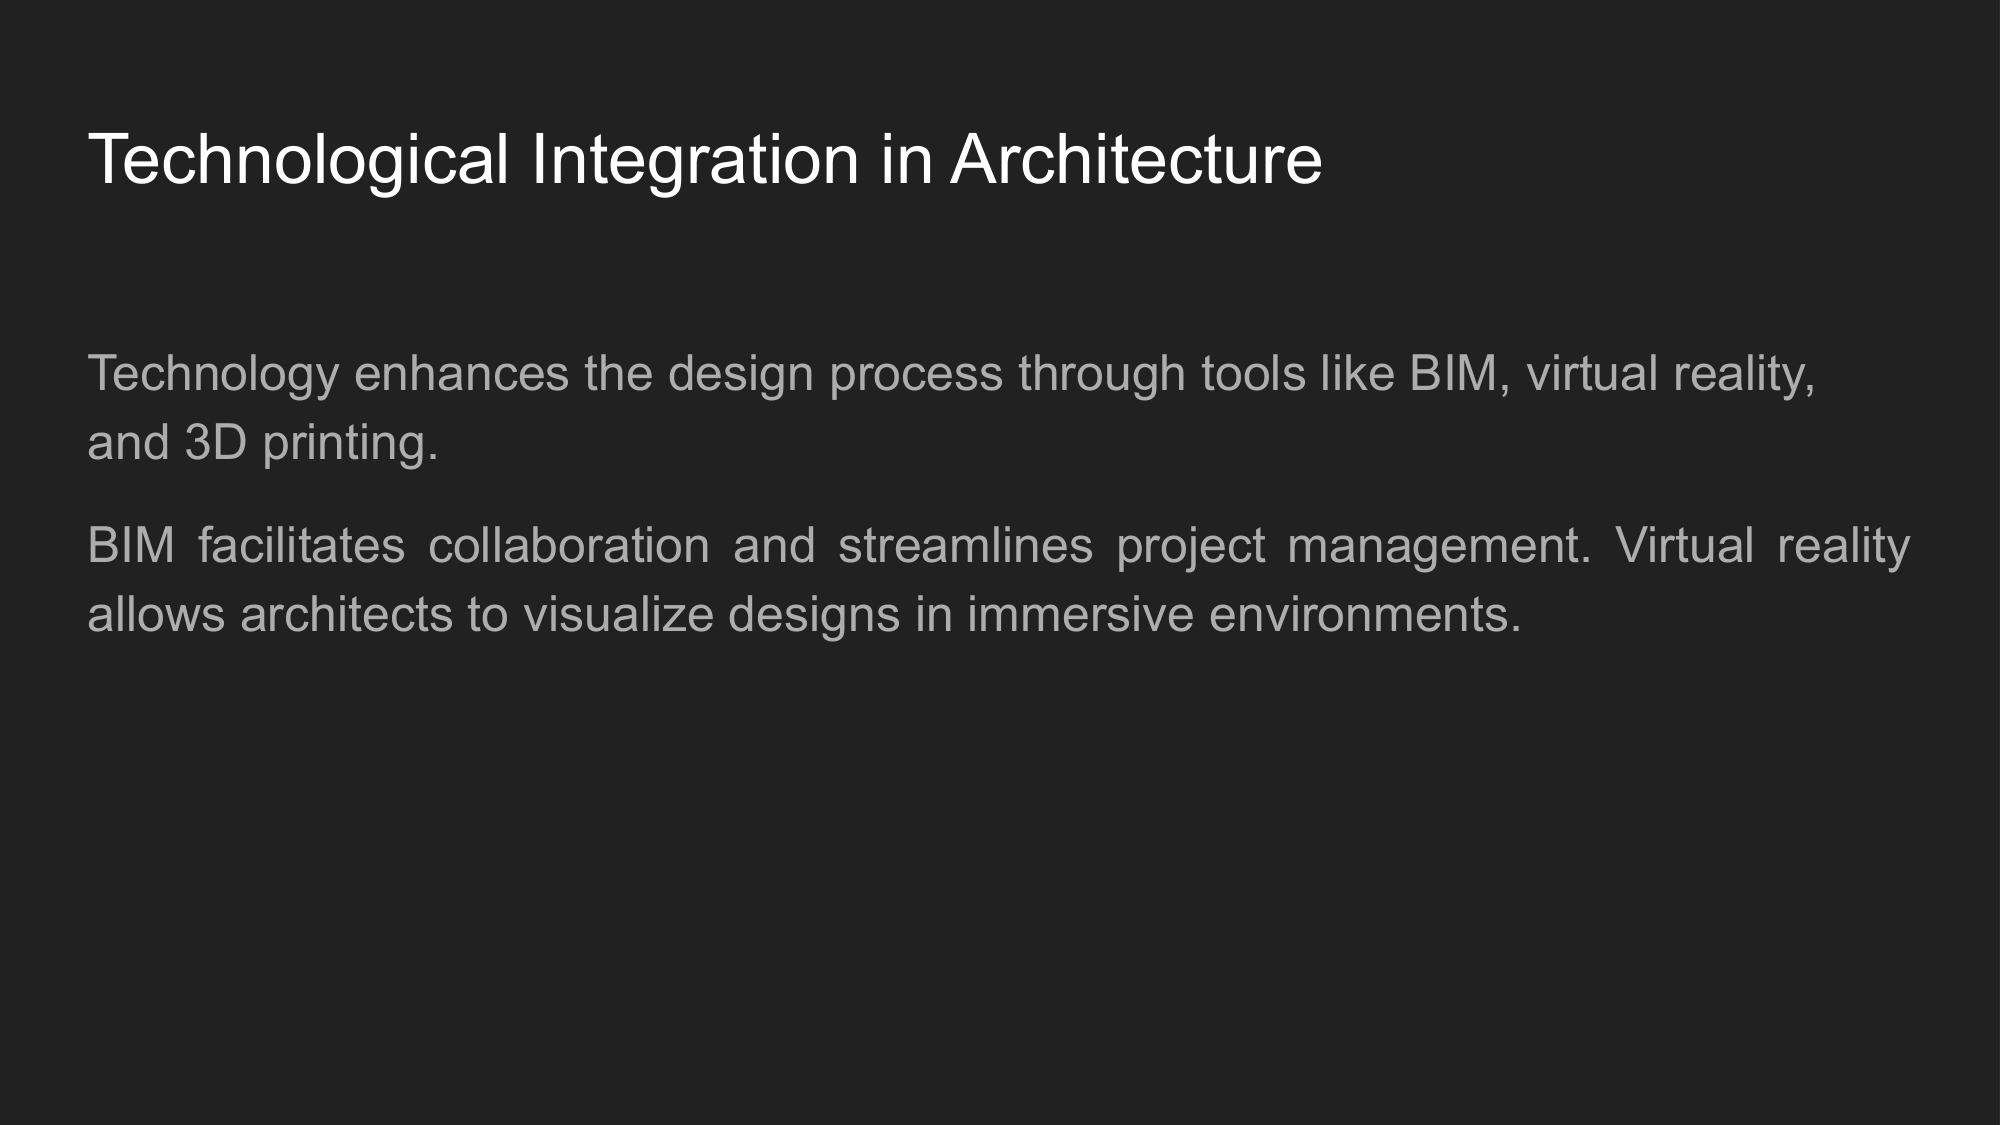 Technological Integration in Architecture
Technology enhances the design process through tools like BIM, virtual reality,
and 3D printing.
BIM facilitates collaboration and streamlines project management. Virtual reality
allows architects to visualize designs in immersive environments.